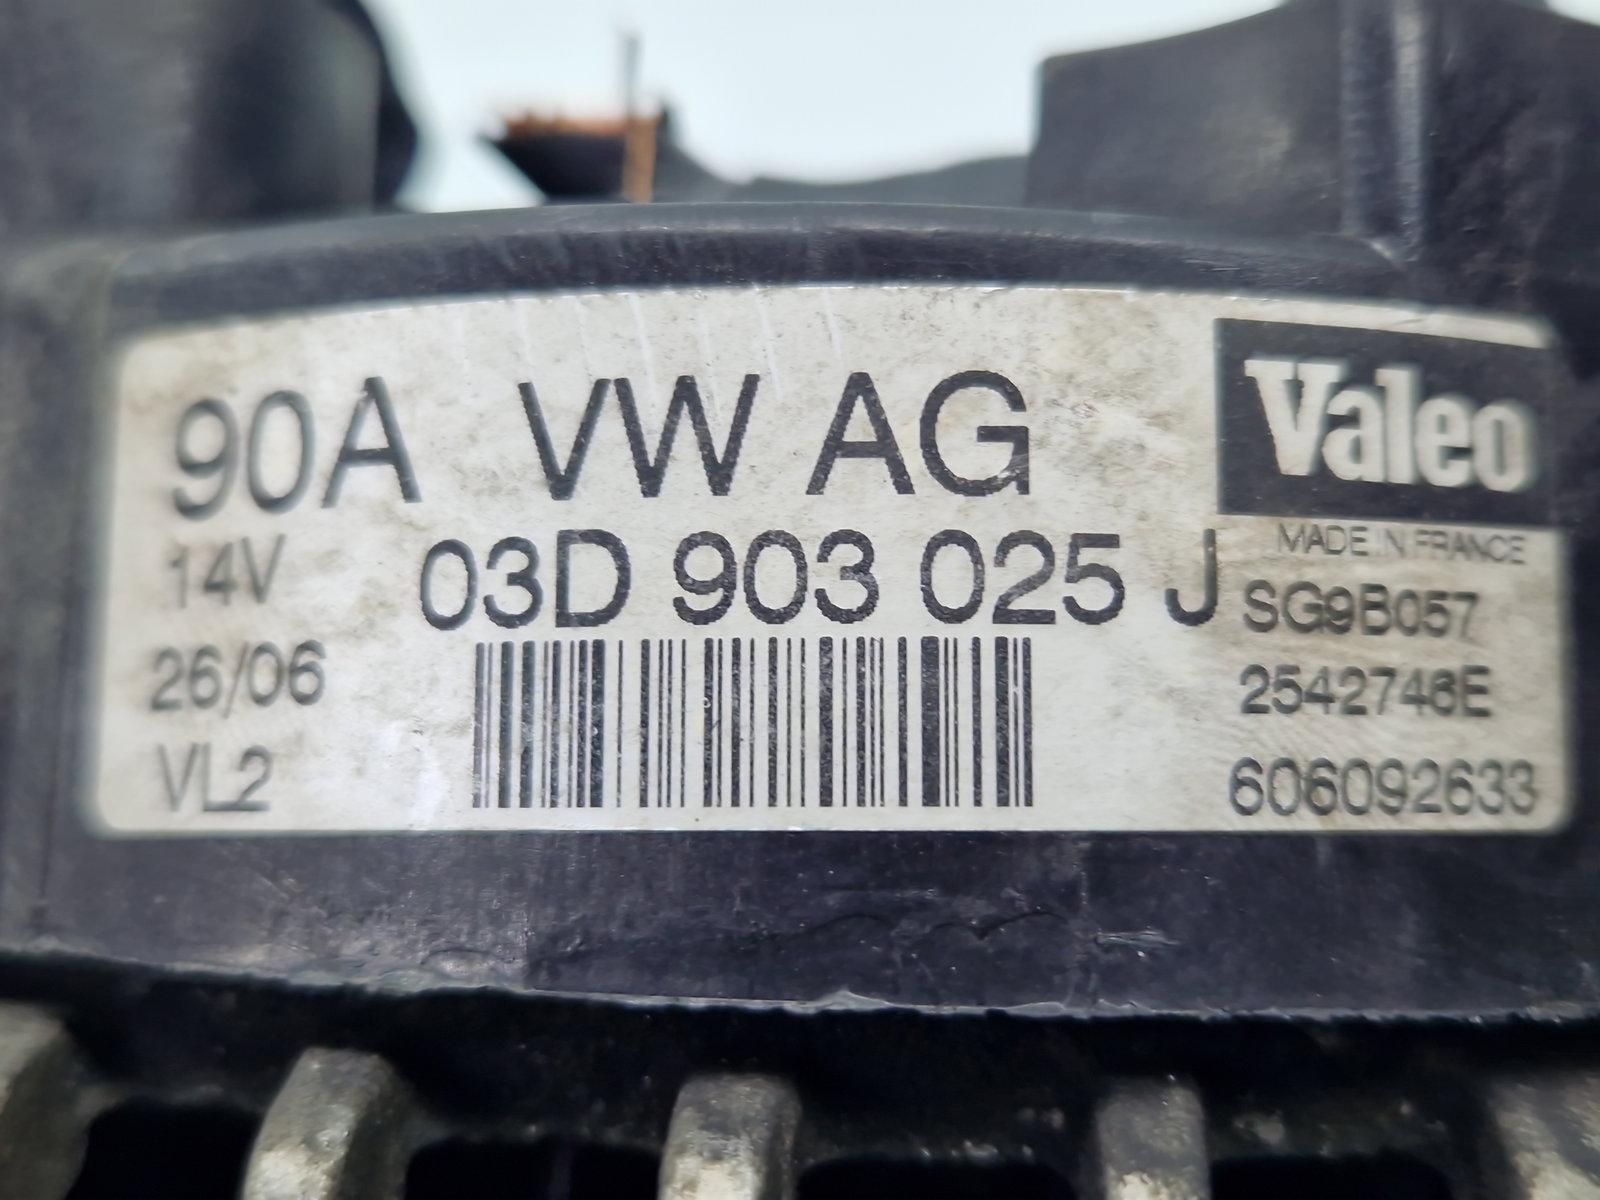 90A VW AG
Valeo
MADE IN FRANCE
14V
03D 903 025 J
SG9B057
26/06
2542746E
VL2
606092633